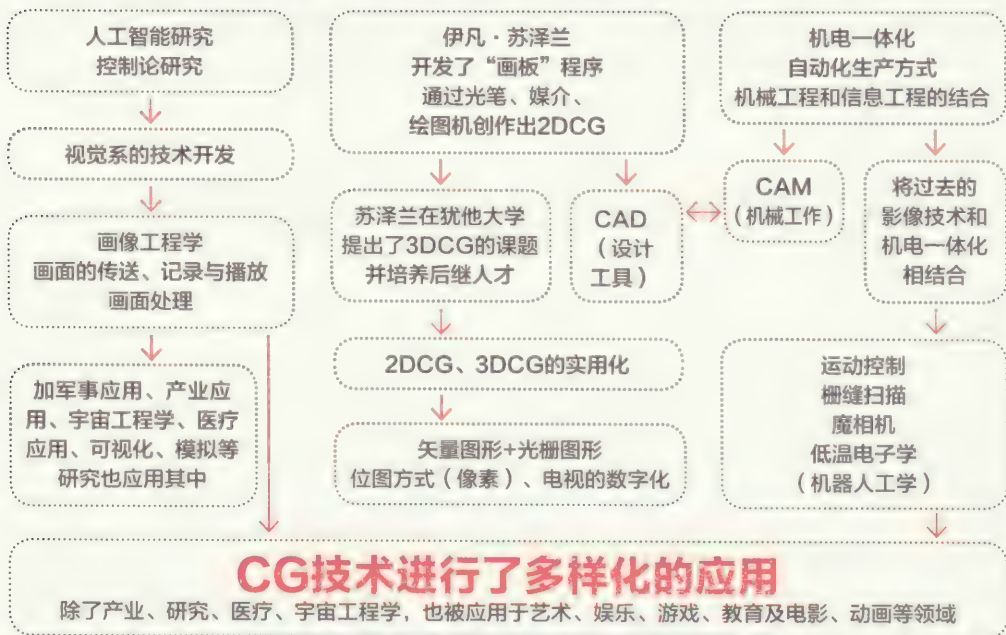 人工智能研究
控制论研究
视觉系的技术开发
画像工程学
画面的传送、记录与播放
画面处理
加军事应用、产业应
用、宇宙工程学、医疗
应用、可视化、模拟等
研究也应用其中
伊凡·苏泽兰
开发了“画板”程序
通过光笔、媒介、
绘图机创作出2DCG
苏泽兰在犹他大学
提出了3DCG的课题
并培养后继人才
CAD
（设计
工具）
2DCG、3DCG的实用化
矢量图形+光栅图形
位图方式（像素）、电视的数字化
机电一体化
自动化生产方式
机械工程和信息工程的结合
CAM
（机械工作）
将过去的
影像技术和
机电一体化
相结合
运动控制
栅缝扫描
魔相机
低温电子学
（机器人工学）
CG技术进行了多样化的应用
除了产业、研究、医疗、宇宙工程学，也被应用于艺术、娱乐、游戏、教育及电影、动画等领域